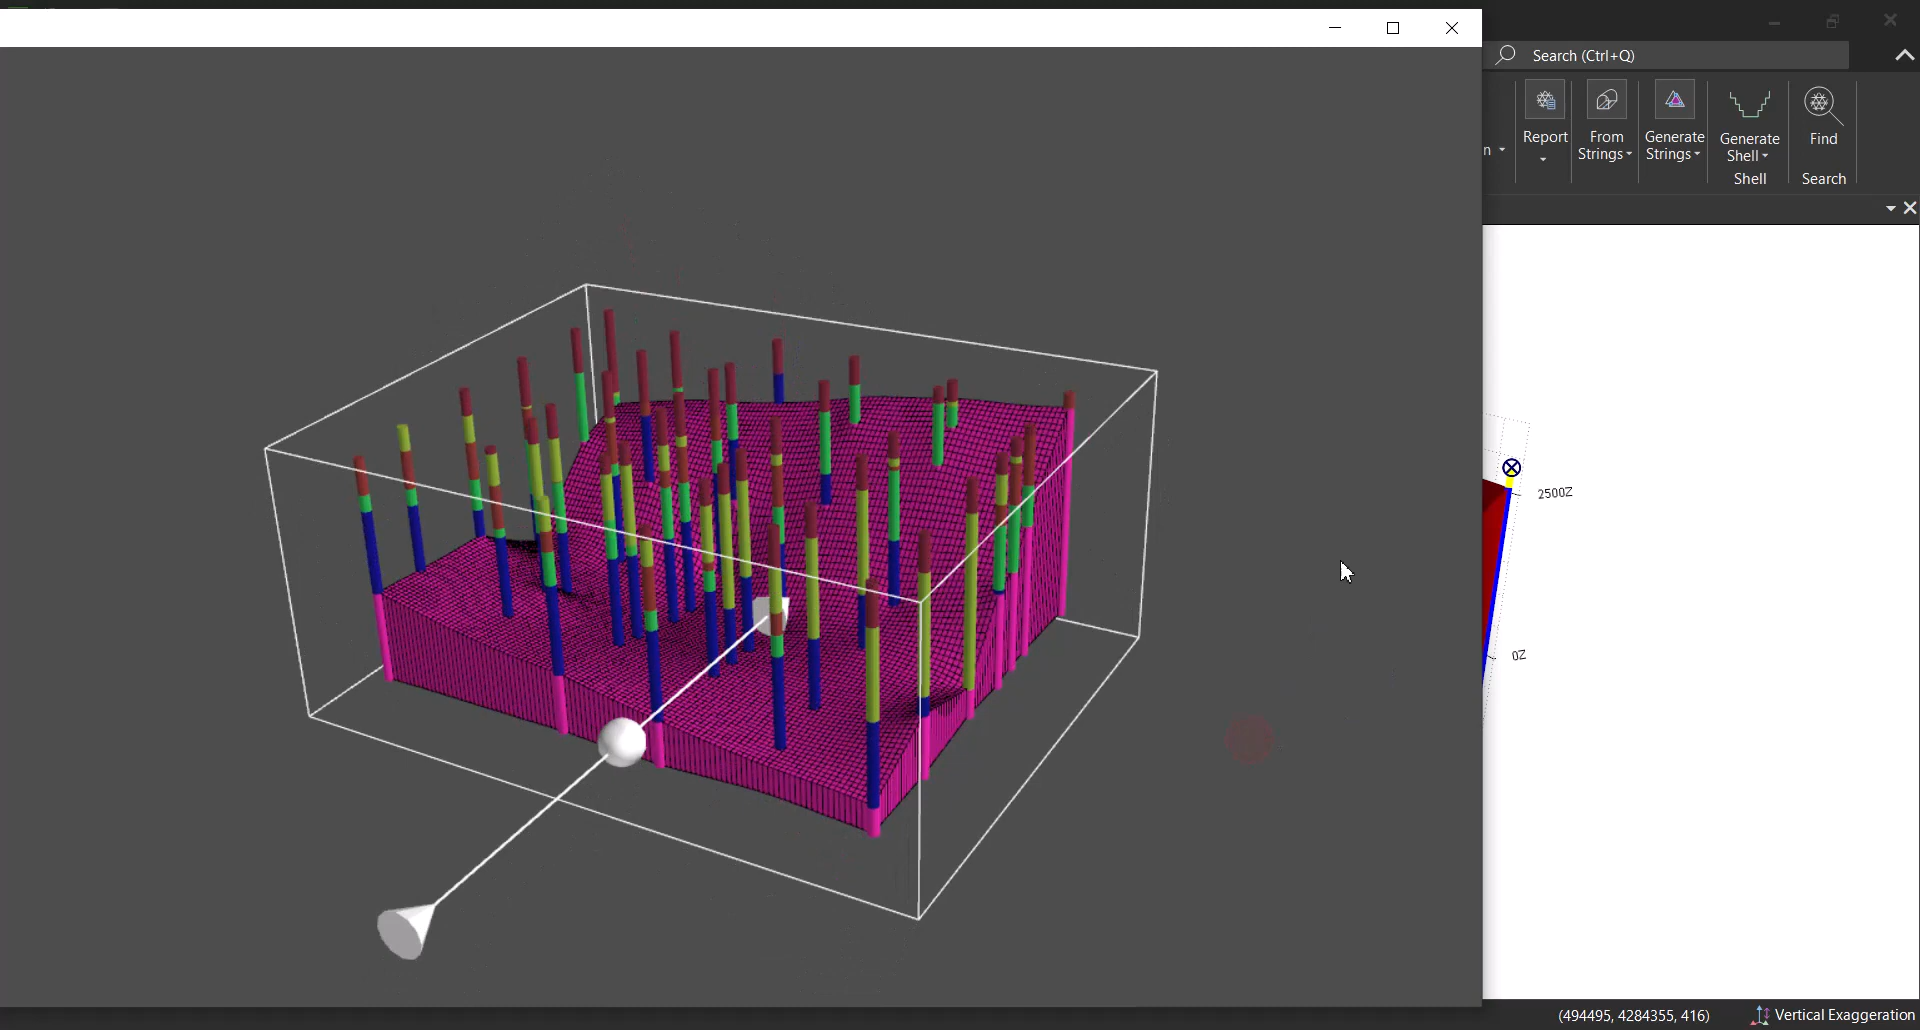 Search (Ctrl+Q)
n
Report
From
Strings
Generate
Strings
Generate
Shell
Find
Shell
Search
2500Z
0Z
(494495, 4284355, 416)
Vertical Exaggeration